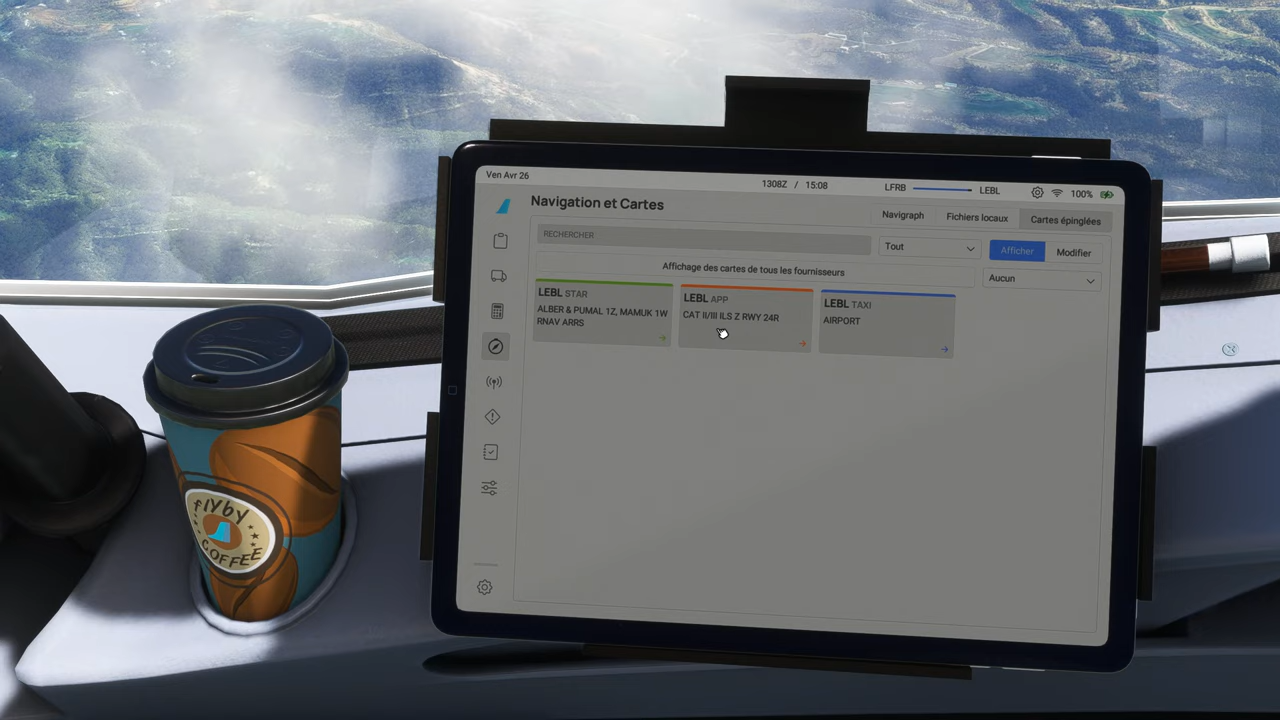 Ven Avr 26
1308Z / 15:08
LFRB
LEBL
100%
Navigation et Cartes
Navigraph
Fichiers locaux
Cartes épinglées
RECHERCHER
Tout
Afficher
Modifier
Affichage des cartes de tous les fournisseurs
Aucun
LEBL STAR
ALBER & PUMAL 1Z, MAMUK 1W
RNAV ARRS
LEBL APP
CAT II/III ILS Z RWY 24R
LEBL TAXI
AIRPORT
flyby
COFFEE